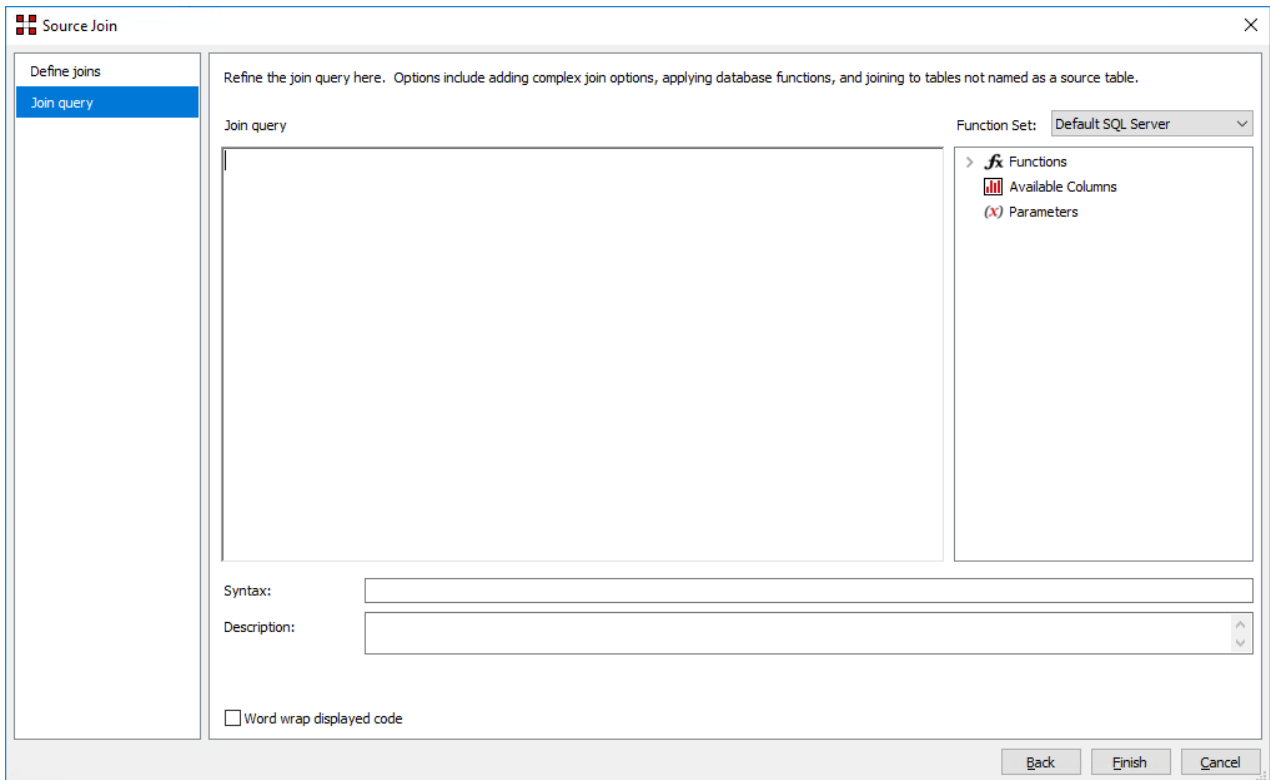 Source Join
Define joins
Join query
Refine the join query here.  Options include adding complex join options, applying database functions, and joining to tables not named as a source table.
Join query
Function Set: Default SQL Server
fx Functions
Available Columns
(x) Parameters
Syntax:
Description:
Word wrap displayed code
Back Finish Cancel